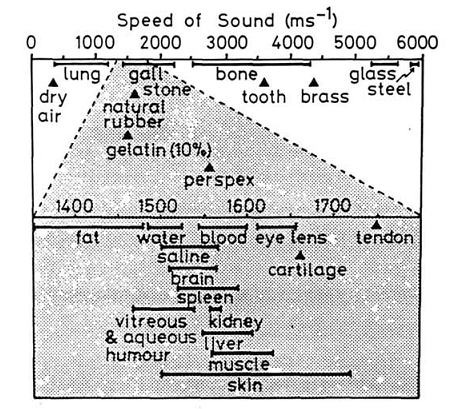 Speed of Sound (ms⁻¹)
0 1000 2000 3000 4000 5000 6000
lung gall stone bone glass steel
dry air
tooth brass
natural rubber
gelatin (10%)
perspex
1400 1500 1600 1700
fat water blood eye lens tendon
saline cartilage
brain
spleen
vitreous & aqueous humour
kidney
liver
muscle
skin